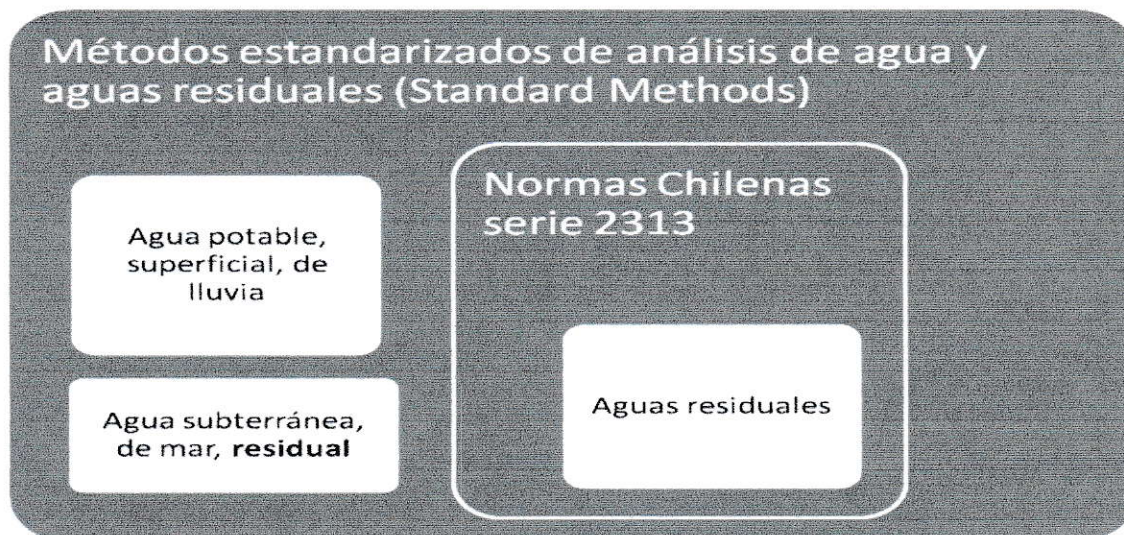 Métodos estandarizados de análisis de agua y
aguas residuales (Standard Methods)
Agua potable,
superficial, de
lluvia
Agua subterránea,
de mar, residual
Normas Chilenas
serie 2313
Aguas residuales